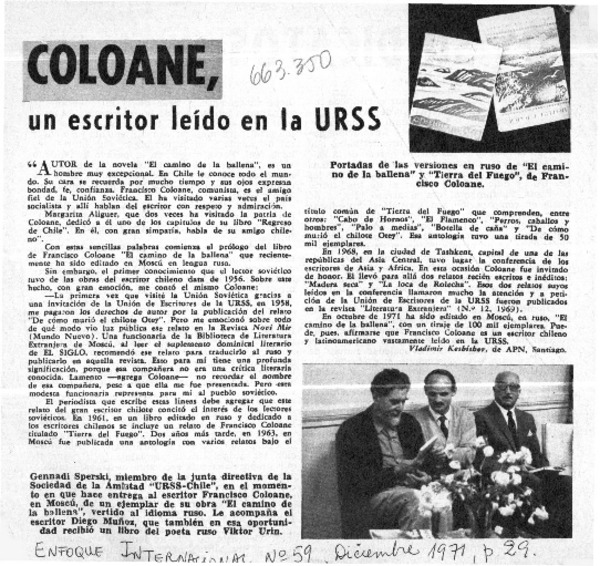 COLOANE,
663.350
un escritor leído en la URSS
Portadas de las versiones en ruso de "El cami-
no de la ballena" y "Tierra del Fuego", de Fran-
cisco Coloane.
"AUTOR de la novela "El camino de la ballena", es un
hombre muy excepcional. En Chile le conoce todo el mun-
do. Su cara se recuerda por mucho tiempo y sus ojos expresan
bondad, fe, confianza. Francisco Coloane, comunista, es el amigo
fiel de la Unión Soviética. El ha visitado varias veces el país
socialista y allí hablan del escritor con respeto y admiración.
Margarita Aliguer, que dos veces ha visitado la patria de
Coloane, dedicó a él uno de los capítulos de su libro "Regreso
de Chile". En él, con gran simpatía, habla de su amigo chile-
no".
Con estas sencillas palabras comienza el prólogo del libro
de Francisco Coloane "El camino de la ballena" que reciente-
mente ha sido editado en Moscú en lengua rusa.
Sin embargo, el primer conocimiento que el lector soviético
tuvo de las obras del escritor chileno data de 1956. Sobre este
hecho, con gran emoción, me contó el mismo Coloane:
—La primera vez que visité la Unión Soviética gracias a
una invitación de la Unión de Escritores de la URSS, en 1958,
me pagaron los derechos de autor por la publicación del relato
"De cómo murió el chilote Otey". Pero me emocionó sobre todo
de qué modo vio luz pública ese relato en la Revista Novi Mir
(Mundo Nuevo). Una funcionaria de la Biblioteca de Literatura
Extranjera de Moscú, al leer el suplemento dominical literario
de EL SIGLO, recomendó ese relato para traducirlo al ruso y
publicarlo en aquella revista. Esto para mí tiene una profunda
significación, porque esa compañera no era una crítica literaria
conocida. Lamento —agrega Coloane— no recordar el nombre
de esa compañera, pese a que ella me fue presentada. Pero esta
modesta funcionaria representa para mí al pueblo soviético.
El periodista que escribe estas líneas debe agregar que este
relato del gran escritor chilote concitó el interés de los lectores
soviéticos. En 1961, en un libro editado en ruso y dedicado a
los escritores chilenos se incluye un relato de Francisco Coloane
titulado "Tierra del Fuego". Dos años más tarde, en 1963, en
Moscú fue publicada una antología con varios relatos bajo el
título común de "Tierra del Fuego" que comprenden, entre
otros: "Cabo de Hornos", "El Flamenco", "Perros, caballos y
hombres", "Palo a medias", "Botella de caña" y "De cómo
murió el chilote Otey". Esa antología tuvo una tirada de 50
mil ejemplares.
En 1968, en la ciudad de Tashkent, capital de una de las
repúblicas del Asia Central, tuvo lugar la conferencia de los
escritores de Asia y Africa. En esta ocasión Coloane fue invitado
de honor. El llevó para allá dos relatos recién escritos e inéditos:
"Madera seca" y "La loca de Rolecha". Esos dos relatos suyos
leídos en la conferencia llamaron mucho la atención y a peti-
ción de la Unión de Escritores de la URSS fueron publicados
en la revista "Literatura Extranjera" (N.º 12, 1969).
En octubre de 1971 ha sido editado en Moscú, en ruso, "El
camino de la ballena", con un tiraje de 100 mil ejemplares. Pue-
de, pues, afirmarse que Francisco Coloane es un escritor chileno
y latinoamericano vastamente leído en la URSS.
Vladimir Kasbishev, de APN, Santiago.
Gennadi Sperski, miembro de la junta directiva de la
Sociedad de la Amistad "URSS-Chile", en el momen-
to en que hace entrega al escritor Francisco Coloane,
en Moscú, de un ejemplar de su obra "El camino de
la ballena", vertido al idioma ruso. Le acompaña el
escritor Diego Muñoz, que también en esa oportuni-
dad recibió un libro del poeta ruso Viktor Urin.
ENFOQUE INTERNACIONAL Nº 59, Diciembre 1971, p. 29.